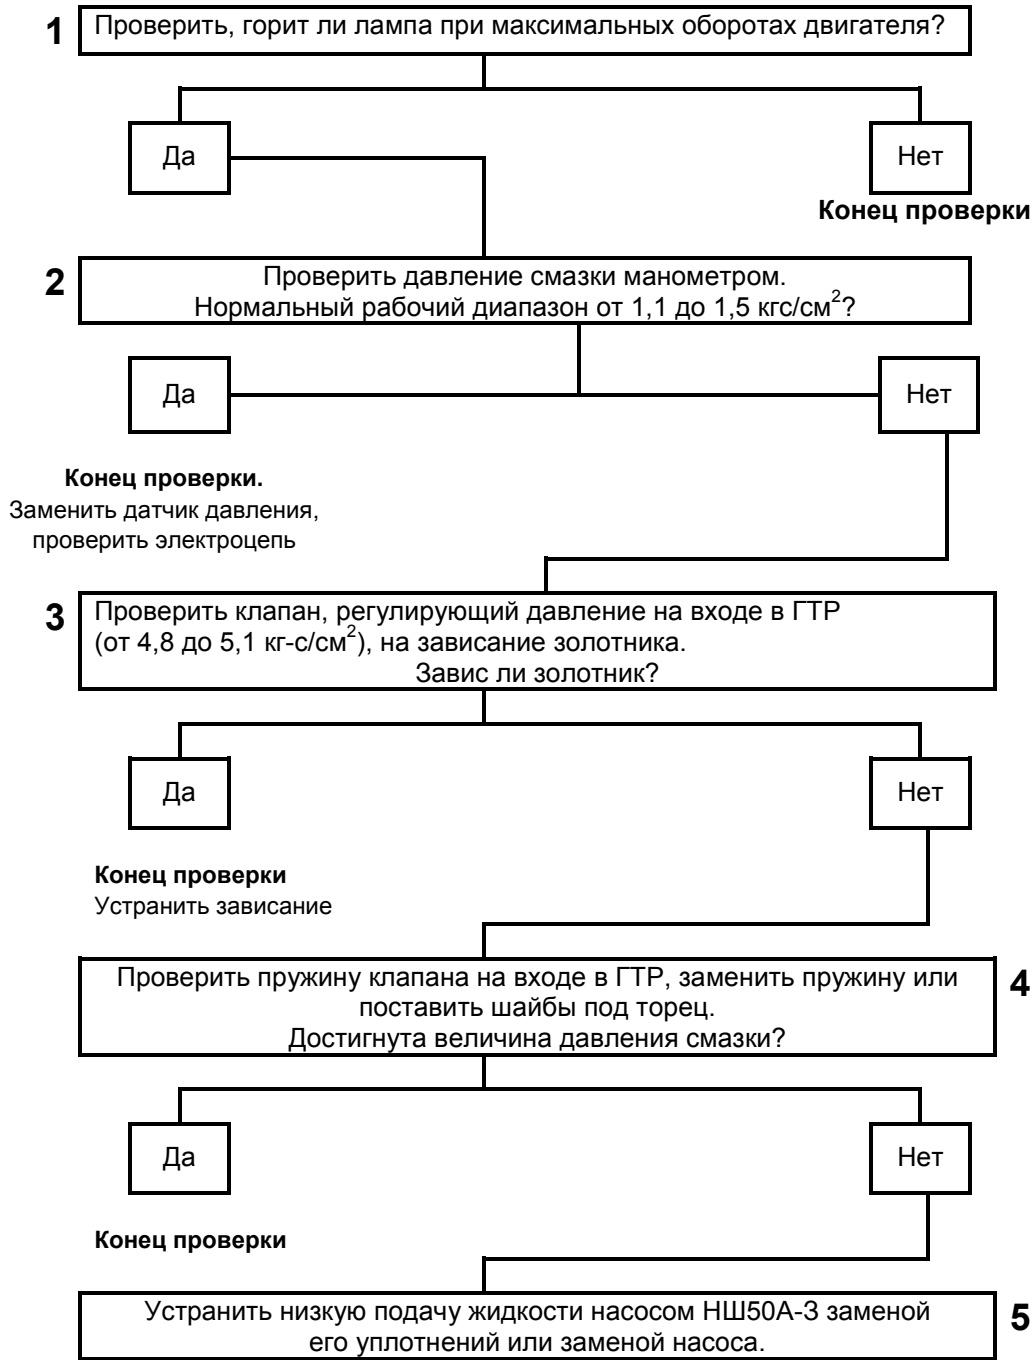 1
Проверить, горит ли лампа при максимальных оборотах двигателя?
Да
Нет
Конец проверки
2
Проверить давление смазки манометром.
Нормальный рабочий диапазон от 1,1 до 1,5 кгс/см²?
Да
Нет
Конец проверки.
Заменить датчик давления,
проверить электроцепь
3
Проверить клапан, регулирующий давление на входе в ГТР
(от 4,8 до 5,1 кг-с/см²), на зависание золотника.
Завис ли золотник?
Да
Нет
Конец проверки
Устранить зависание
Проверить пружину клапана на входе в ГТР, заменить пружину или
поставить шайбы под торец.
Достигнута величина давления смазки?
4
Да
Нет
Конец проверки
Устранить низкую подачу жидкости насосом НШ50А-3 заменой
его уплотнений или заменой насоса.
5